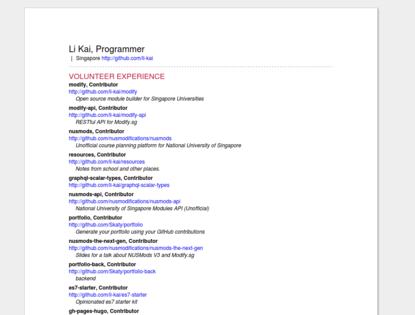 Li Kai, Programmer
| Singapore http://github.com/li-kai
VOLUNTEER EXPERIENCE
modify, Contributor
http://github.com/li-kai/modify
Open source module builder for Singapore Universities
modify-api, Contributor
http://github.com/li-kai/modify-api
RESTful API for Modify.sg
nusmods, Contributor
http://github.com/nusmodifications/nusmods
Unofficial course planning platform for National University of Singapore
resources, Contributor
http://github.com/li-kai/resources
Notes from school and other places.
graphql-scalar-types, Contributor
http://github.com/li-kai/graphql-scalar-types
nusmods-api, Contributor
http://github.com/nusmodifications/nusmods-api
National University of Singapore Modules API (Unofficial)
portfolio, Contributor
http://github.com/Skaty/portfolio
Generate your portfolio using your GitHub contributions
nusmods-the-next-gen, Contributor
http://github.com/nusmodifications/nusmods-the-next-gen
Slides for a talk about NUSMods V3 and Modify.sg
portfolio-back, Contributor
http://github.com/Skaty/portfolio-back
backend
es7-starter, Contributor
http://github.com/li-kai/es7-starter
Opinionated es7 starter kit
gh-pages-hugo, Contributor